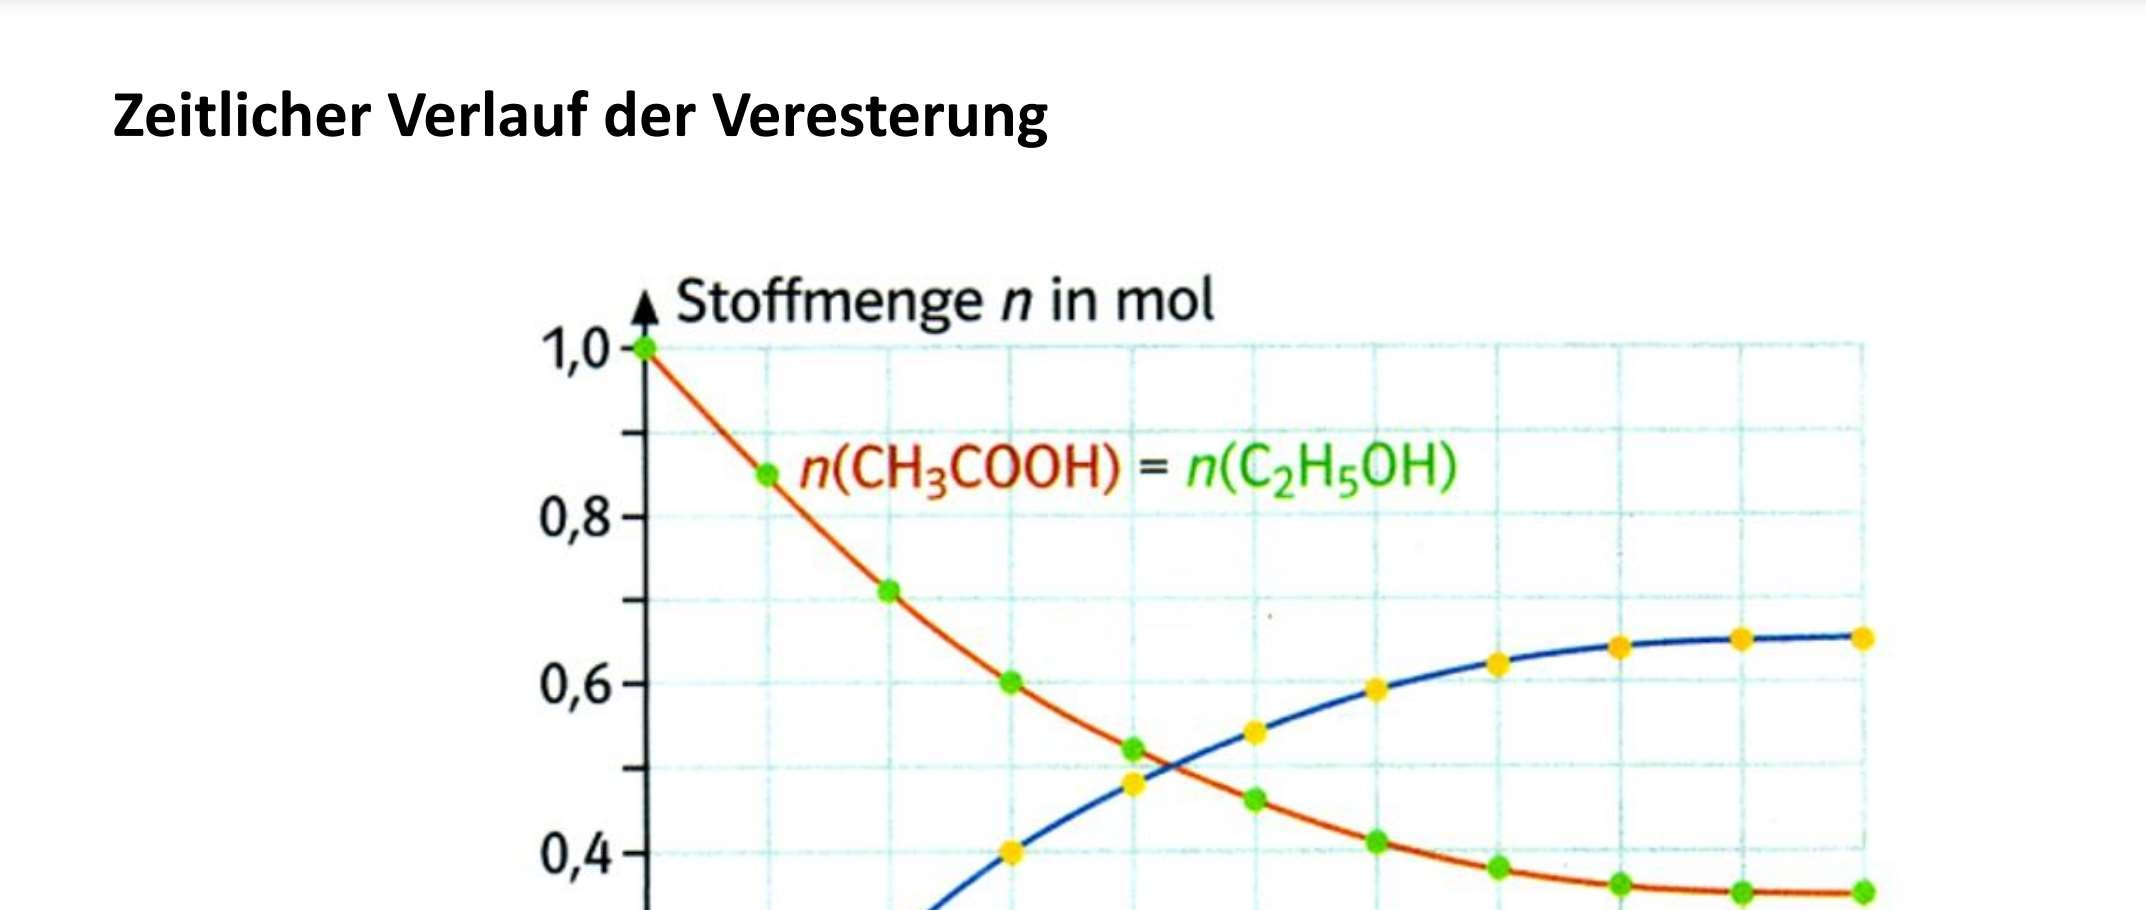 Zeitlicher Verlauf der Veresterung
Stoffmenge n in mol
1,0
n(CH₃COOH) = n(C₂H₅OH)
0,8
0,6
0,4